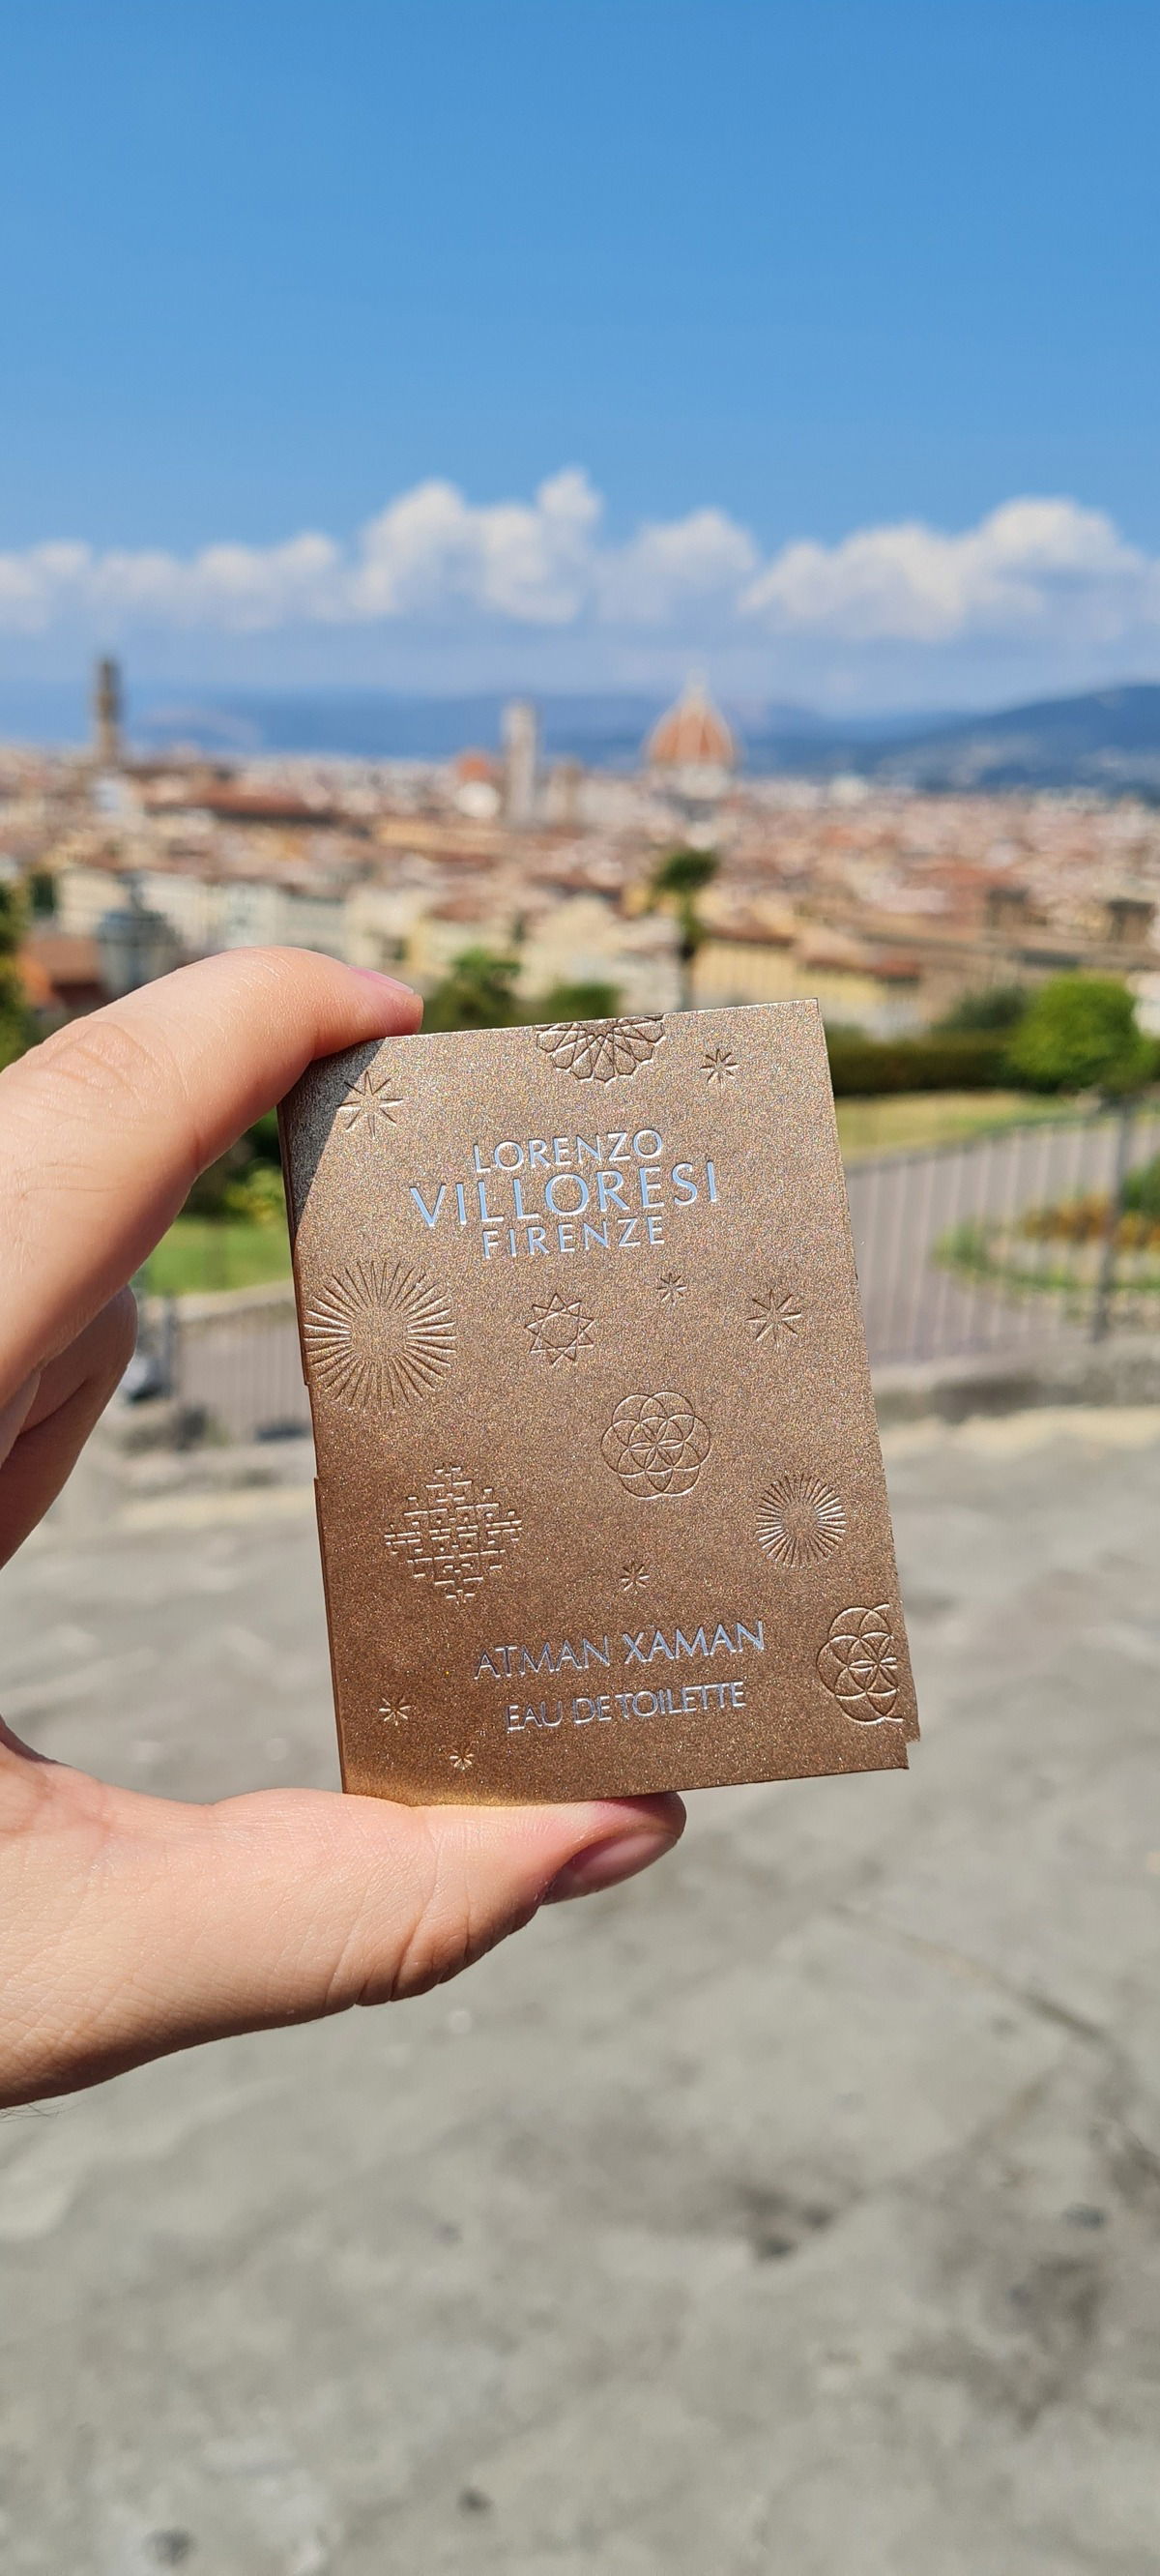 LORENZO
VILLORESI
FIRENZE
ATMAN XAMAN
EAU DE TOILETTE